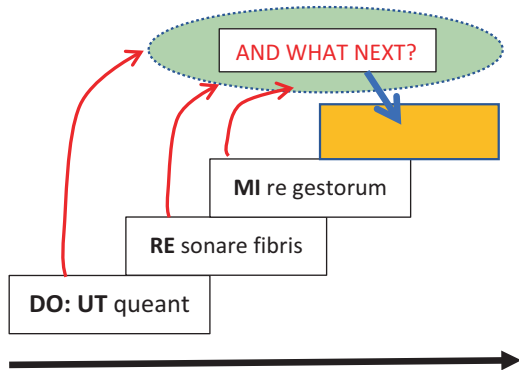 AND WHAT NEXT?
MI re gestorum
RE sonare fibris
DO: UT queant